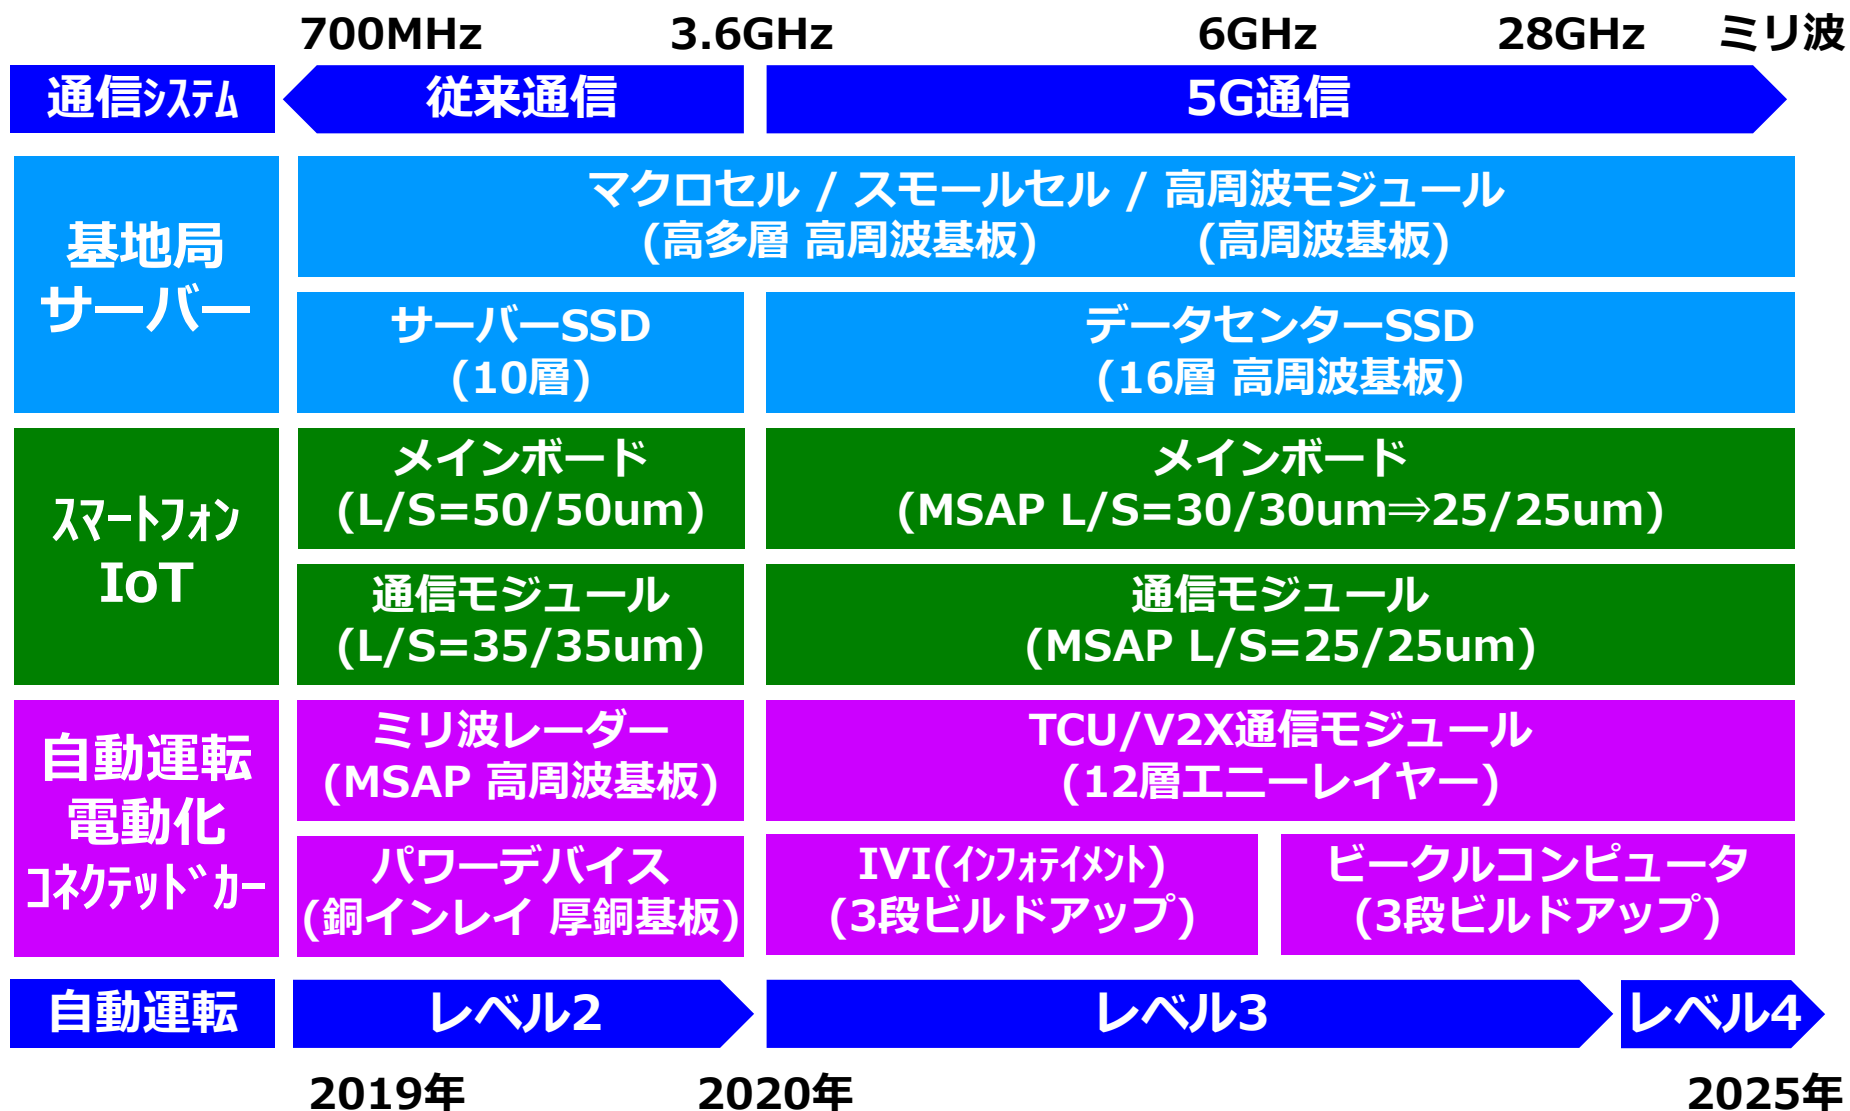 700MHz 3.6GHz 6GHz 28GHz ミリ波
通信ｼｽﾃﾑ 従来通信 5G通信
基地局
サーバー
マクロセル / スモールセル / 高周波モジュール
(高多層 高周波基板) (高周波基板)
サーバーSSD
(10層)
データセンターSSD
(16層 高周波基板)
ｽﾏｰﾄﾌｫﾝ
IoT
メインボード
(L/S=50/50um)
メインボード
(MSAP L/S=30/30um⇒25/25um)
通信モジュール
(L/S=35/35um)
通信モジュール
(MSAP L/S=25/25um)
自動運転
電動化
ｺﾈｸﾃｯﾄﾞｶｰ
ミリ波レーダー
(MSAP 高周波基板)
TCU/V2X通信モジュール
(12層エニーレイヤー)
パワーデバイス
(銅インレイ 厚銅基板)
IVI(ｲﾝﾌｫﾃｲﾒﾝﾄ)
(3段ビルドアップ)
ビークルコンピュータ
(3段ビルドアップ)
自動運転 レベル2 レベル3 レベル4
2019年 2020年 2025年